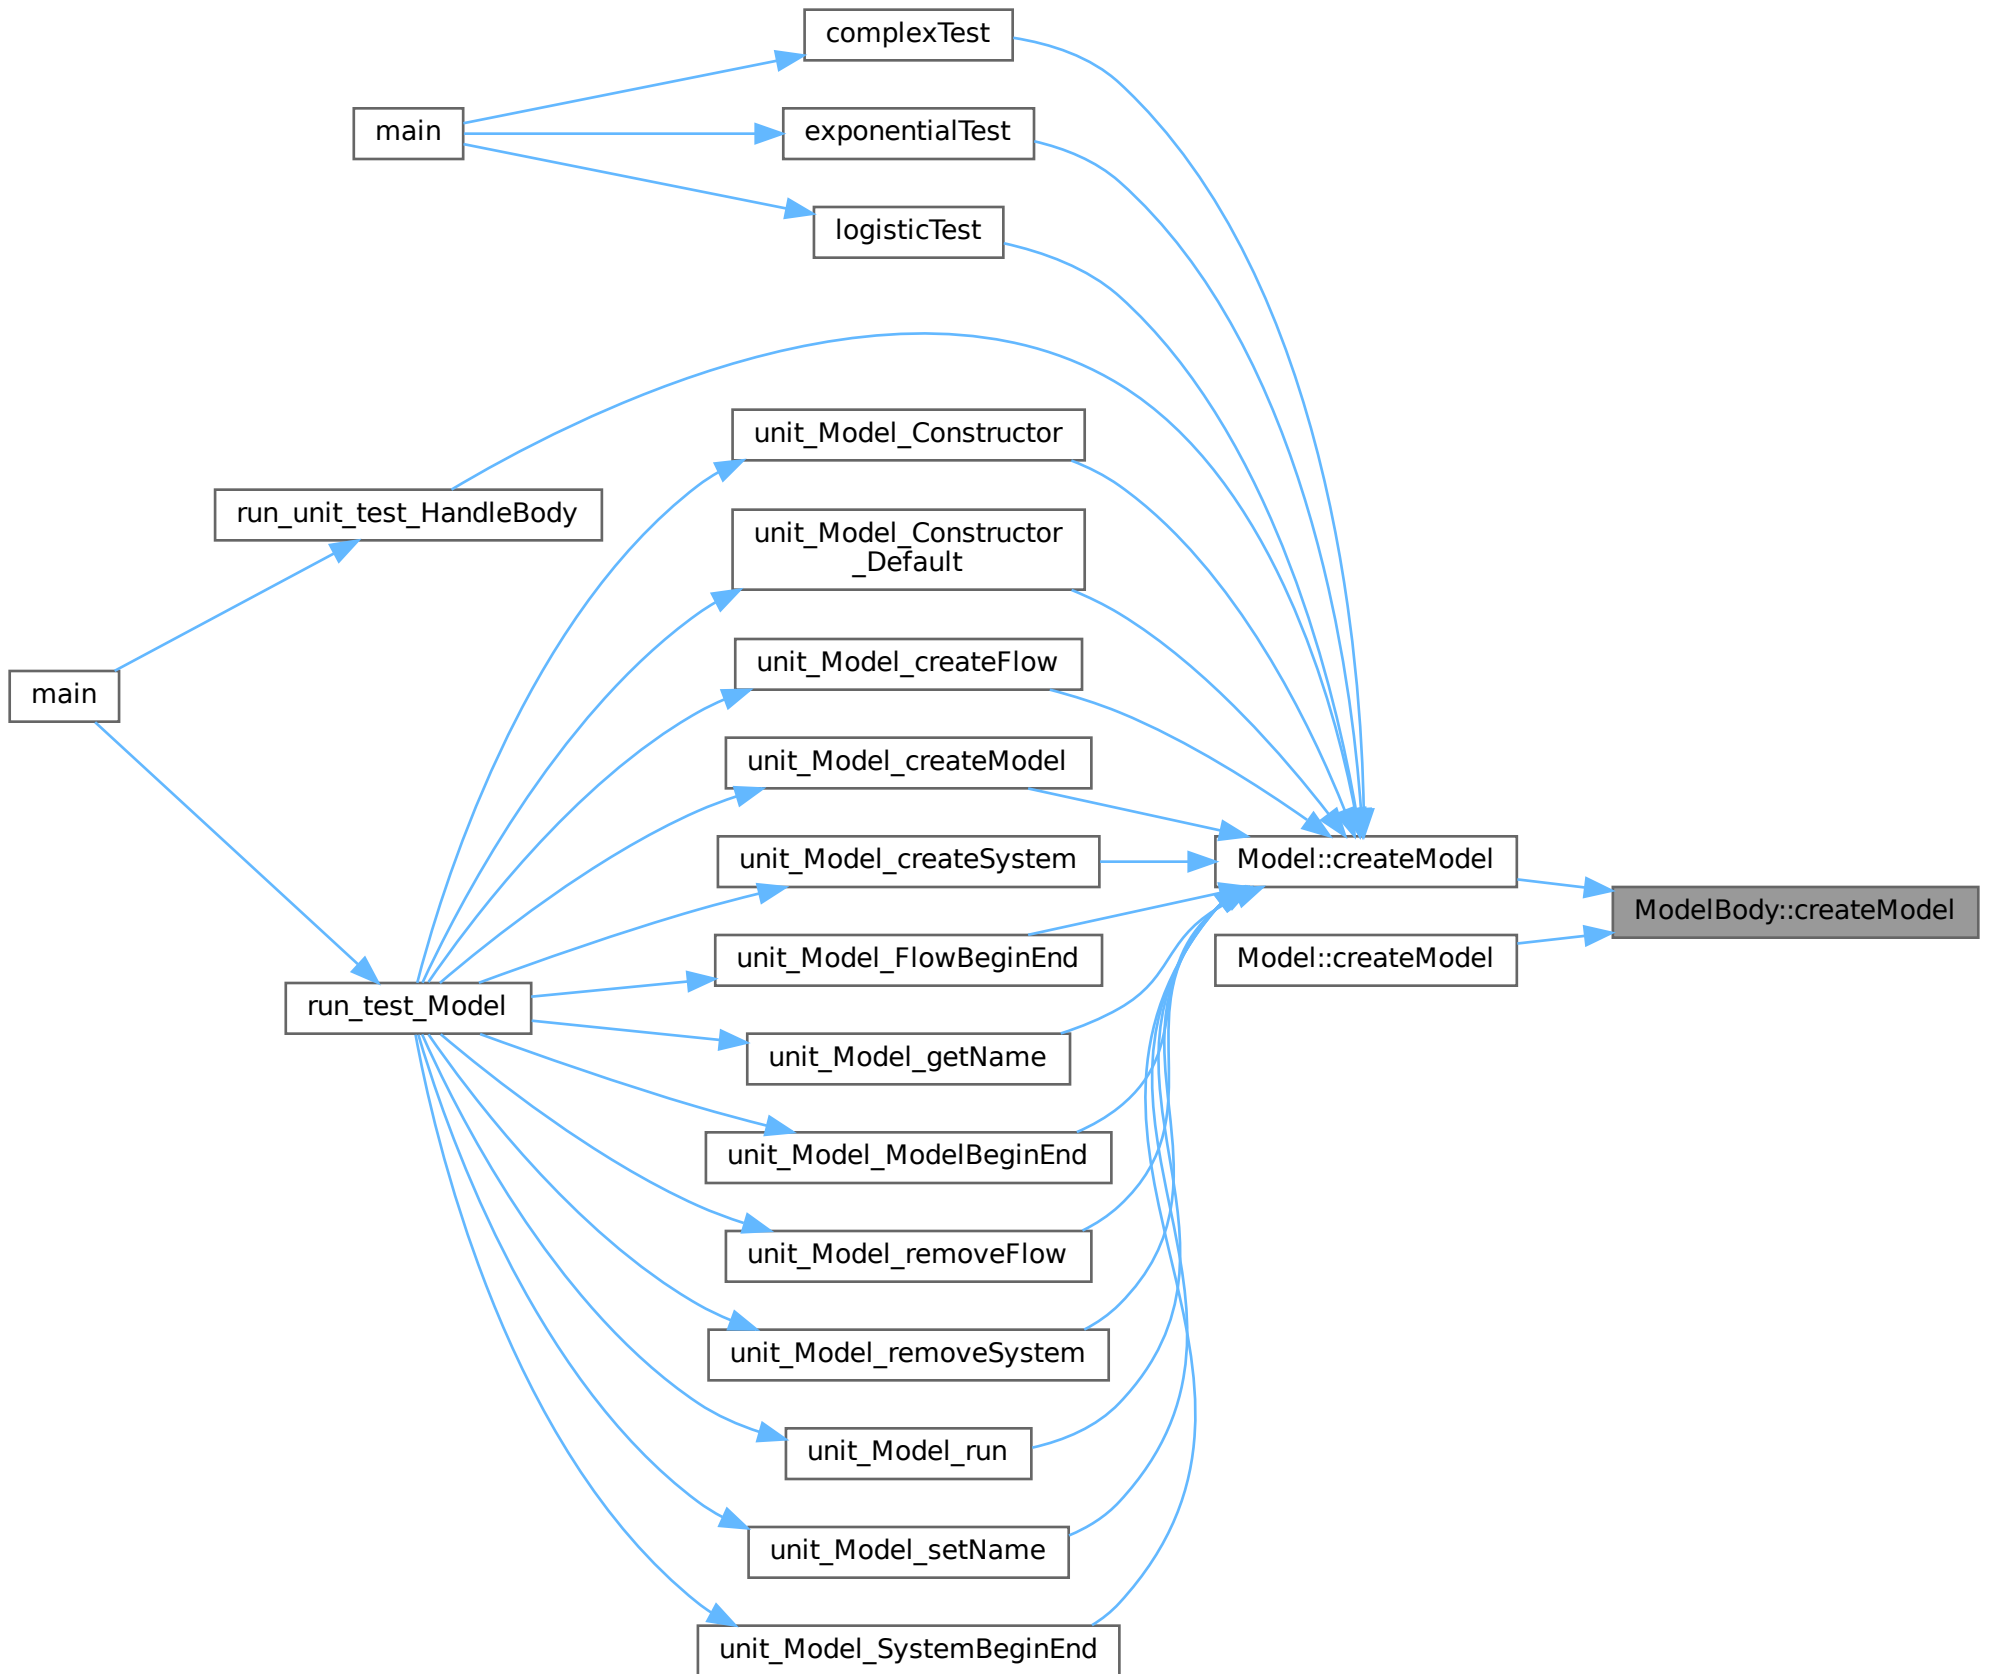 complexTest
main
exponentialTest
logisticTest
unit_Model_Constructor
run_unit_test_HandleBody
unit_Model_Constructor
_Default
unit_Model_createFlow
main
unit_Model_createModel
unit_Model_createSystem
Model::createModel
ModelBody::createModel
unit_Model_FlowBeginEnd
Model::createModel
run_test_Model
unit_Model_getName
unit_Model_ModelBeginEnd
unit_Model_removeFlow
unit_Model_removeSystem
unit_Model_run
unit_Model_setName
unit_Model_SystemBeginEnd